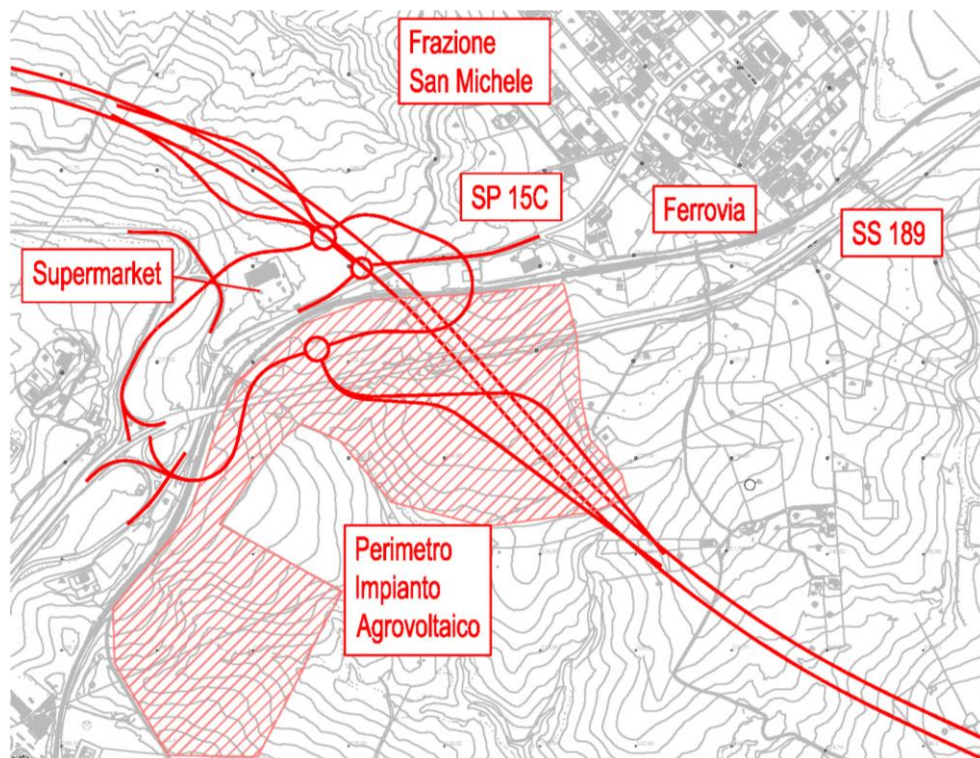 Frazione
San Michele
SP 15C
Ferrovia
SS 189
Supermarket
Perimetro
Impianto
Agrovoltaico